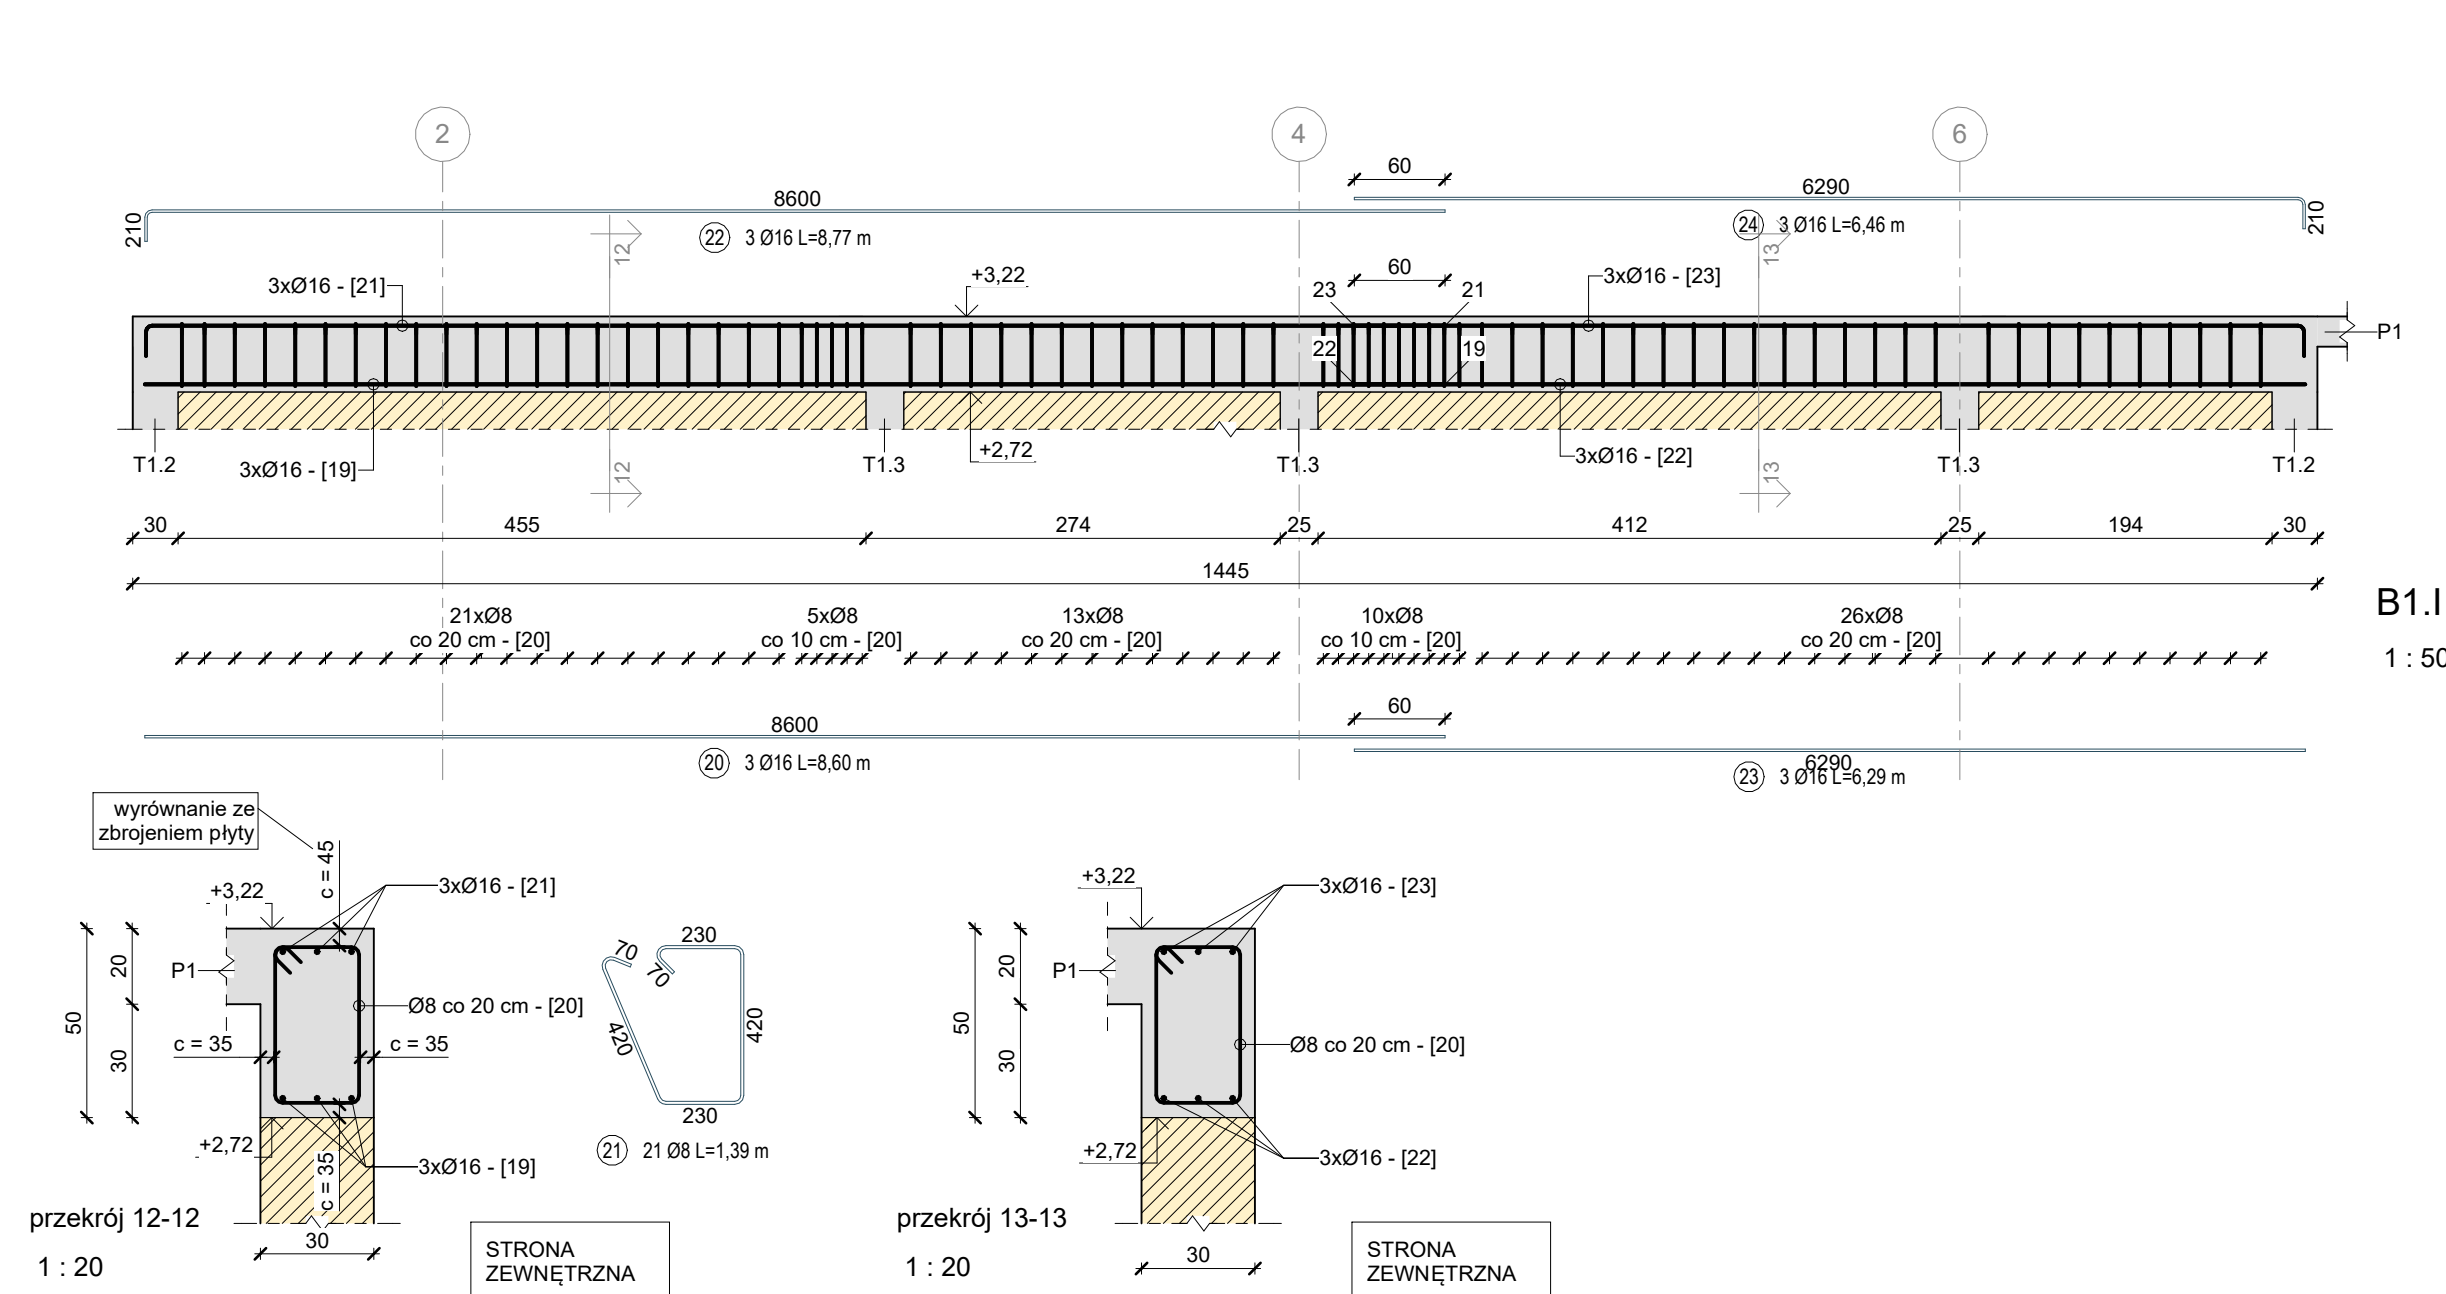 2
4
6
60
8600
6290
210
210
22 3 Ø16 L=8,77 m
24 3 Ø16 L=6,46 m
12
13
3xØ16 - [21]
+3,22
60
3xØ16 - [23]
23
21
P1
22
19
T1.2
3xØ16 - [19]
T1.3
+2,72
T1.3
3xØ16 - [22]
T1.3
T1.2
12
13
30
455
274
25
412
25
194
30
1445
B1.I
1 : 50
21xØ8
co 20 cm - [20]
5xØ8
co 10 cm - [20]
13xØ8
co 20 cm - [20]
10xØ8
co 10 cm - [20]
26xØ8
co 20 cm - [20]
60
8600
20 3 Ø16 L=8,60 m
6290
23 3 Ø16 L=6,29 m
wyrównanie ze
zbrojeniem płyty
c = 45
+3,22
3xØ16 - [21]
P1
20
50
30
Ø8 co 20 cm - [20]
c = 35
c = 35
+2,72
c = 35
3xØ16 - [19]
przekrój 12-12
1 : 20
30
230
70
70
420
420
230
21 21 Ø8 L=1,39 m
STRONA
ZEWNĘTRZNA
+3,22
3xØ16 - [23]
P1
20
50
30
Ø8 co 20 cm - [20]
+2,72
3xØ16 - [22]
przekrój 13-13
1 : 20
30
STRONA
ZEWNĘTRZNA